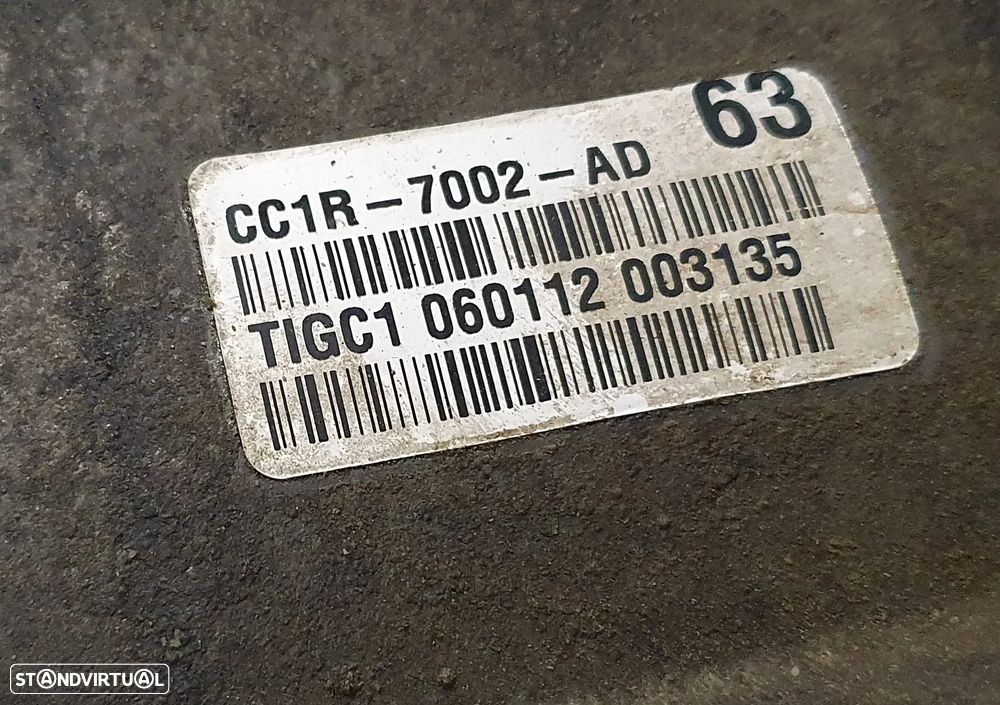 63
CC1R-7002-AD
TIGC1 060112 003135
STANDVIRTUAL